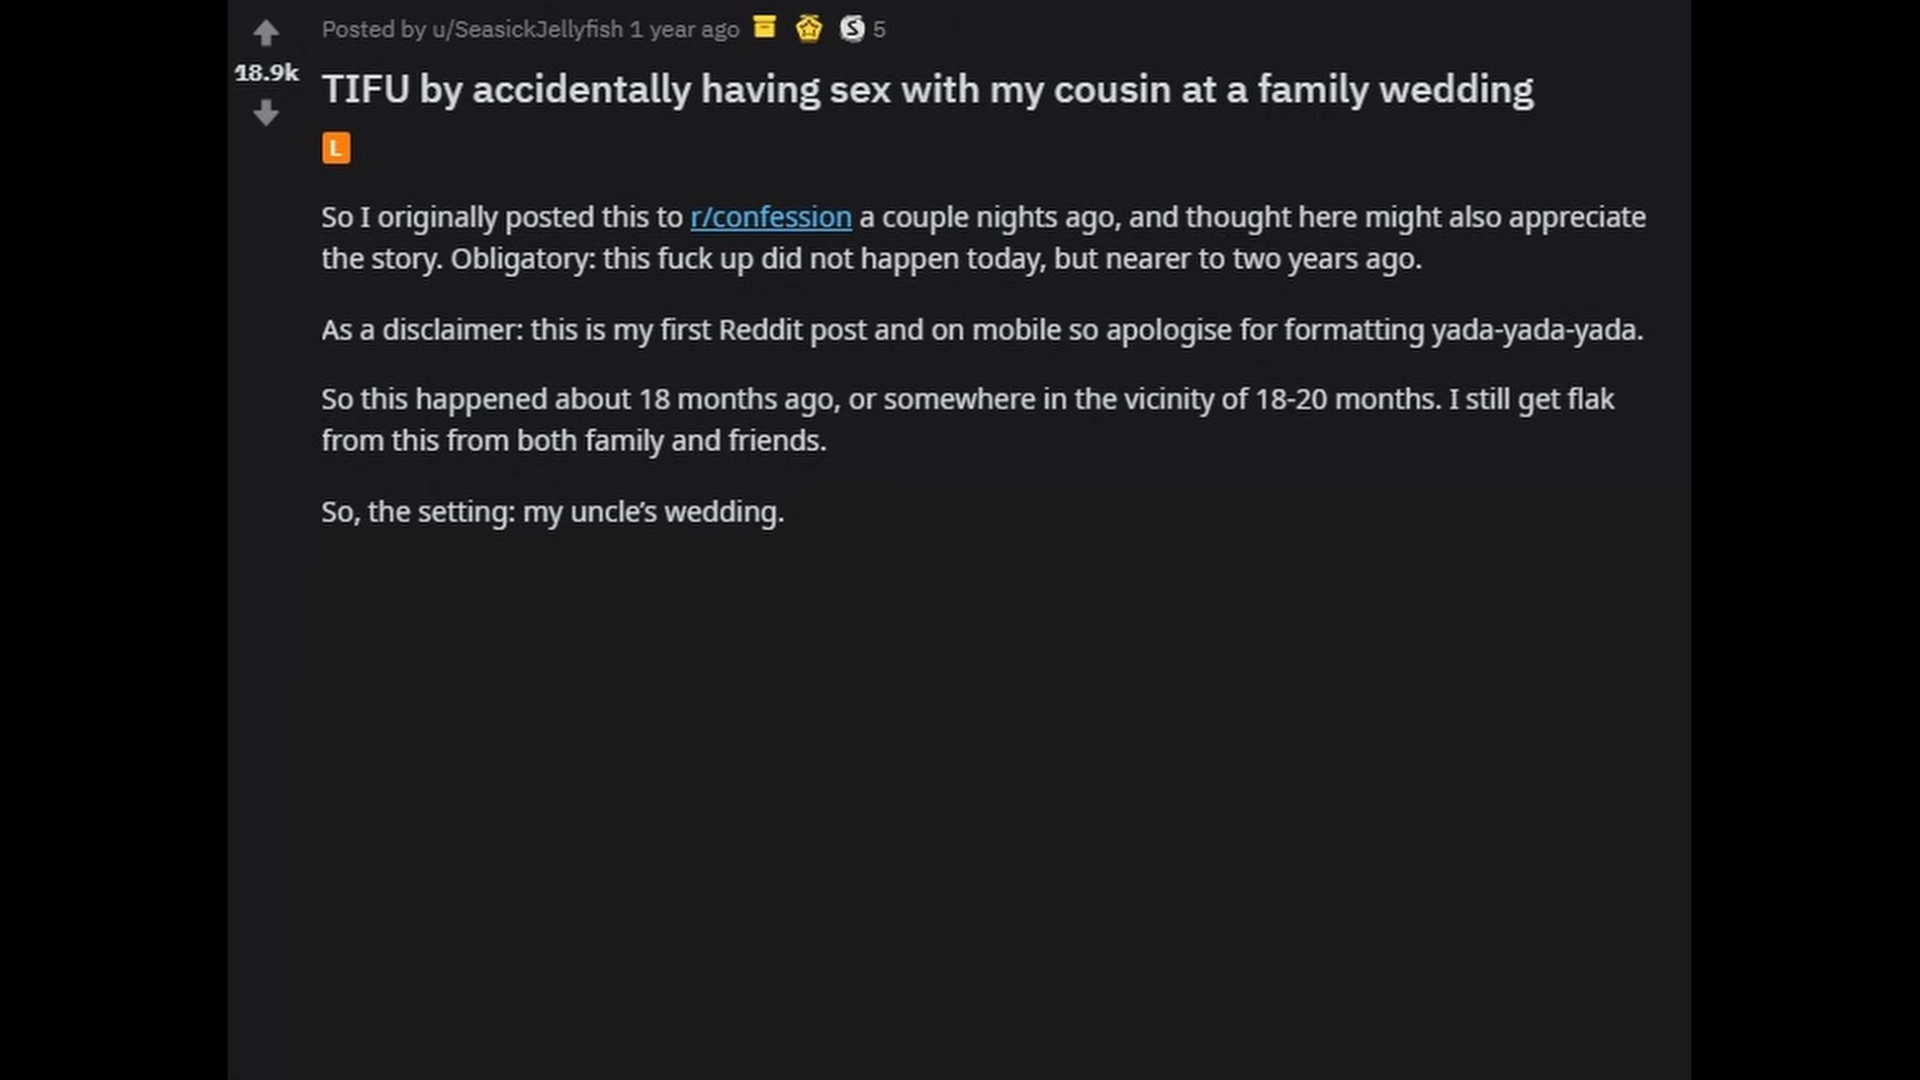 Posted by u/SeasickJellyfish 1 year ago S 5
18.9k
TIFU by accidentally having sex with my cousin at a family wedding
L
So I originally posted this to r/confession a couple nights ago, and thought here might also appreciate
the story. Obligatory: this fuck up did not happen today, but nearer to two years ago.
As a disclaimer: this is my first Reddit post and on mobile so apologise for formatting yada-yada-yada.
So this happened about 18 months ago, or somewhere in the vicinity of 18-20 months. I still get flak
from this from both family and friends.
So, the setting: my uncle’s wedding.